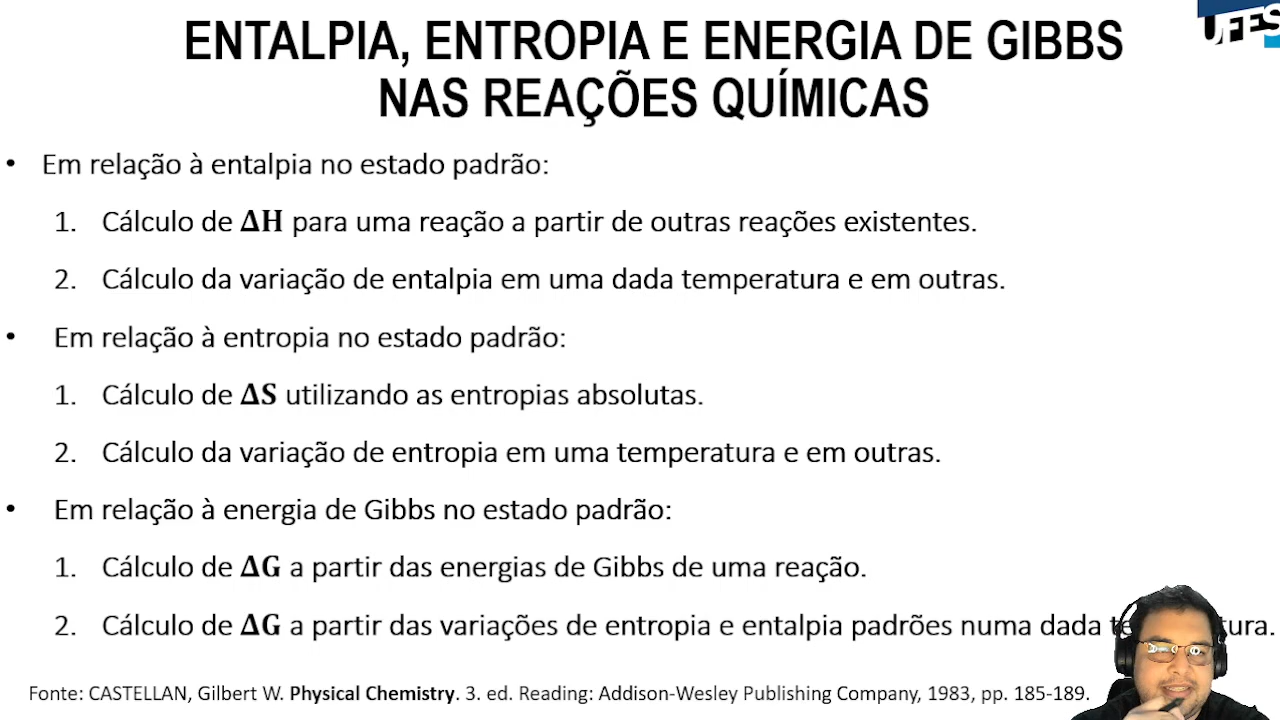 ENTALPIA, ENTROPIA E ENERGIA DE GIBBS
NAS REAÇÕES QUÍMICAS
UFES
• Em relação à entalpia no estado padrão:
1. Cálculo de ΔH para uma reação a partir de outras reações existentes.
2. Cálculo da variação de entalpia em uma dada temperatura e em outras.
• Em relação à entropia no estado padrão:
1. Cálculo de ΔS utilizando as entropias absolutas.
2. Cálculo da variação de entropia em uma temperatura e em outras.
• Em relação à energia de Gibbs no estado padrão:
1. Cálculo de ΔG a partir das energias de Gibbs de uma reação.
2. Cálculo de ΔG a partir das variações de entropia e entalpia padrões numa dada
Fonte: CASTELLAN, Gilbert W. Physical Chemistry. 3. ed. Reading: Addison-Wesley Publishing Company, 1983, pp. 185-189.